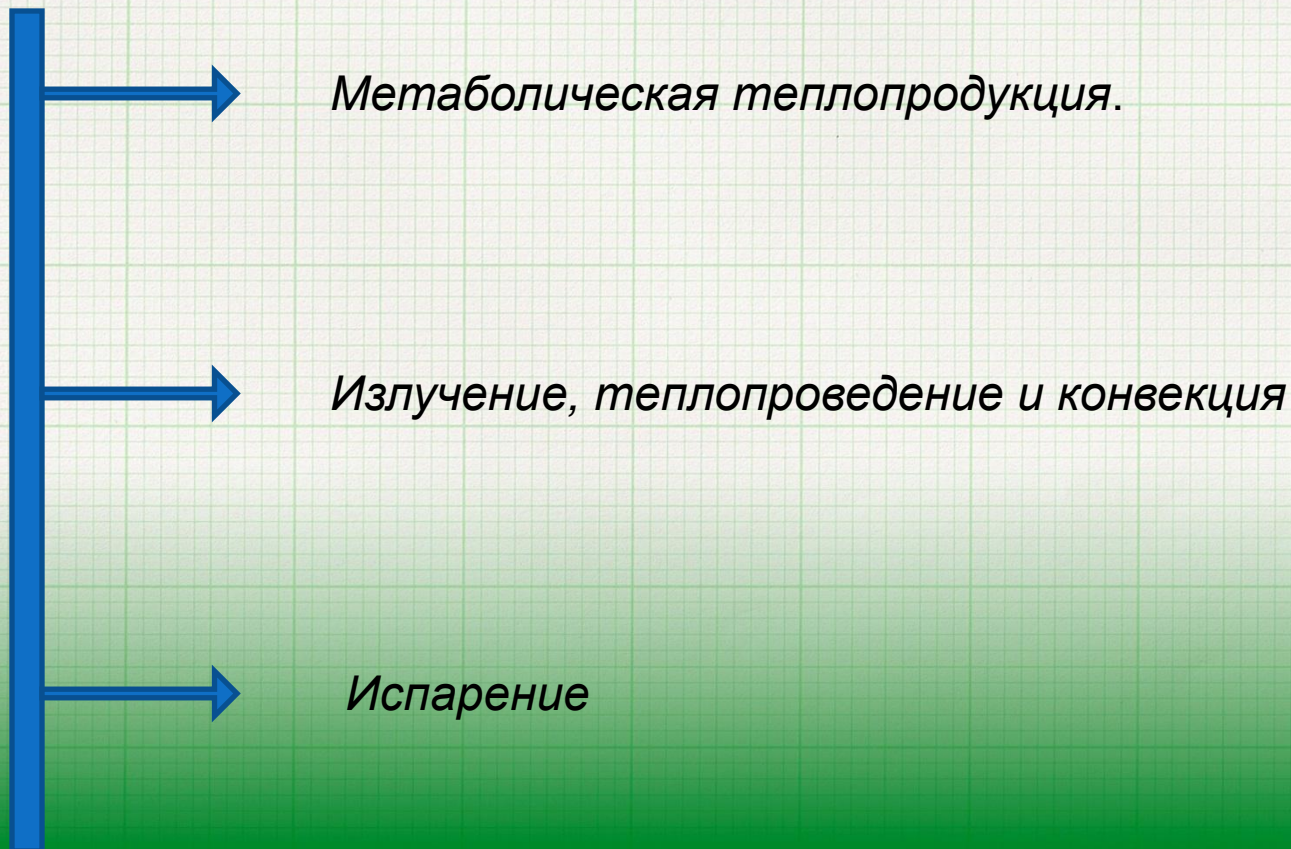 Метаболическая теплопродукция.
Излучение, теплопроведение и конвекция
Испарение